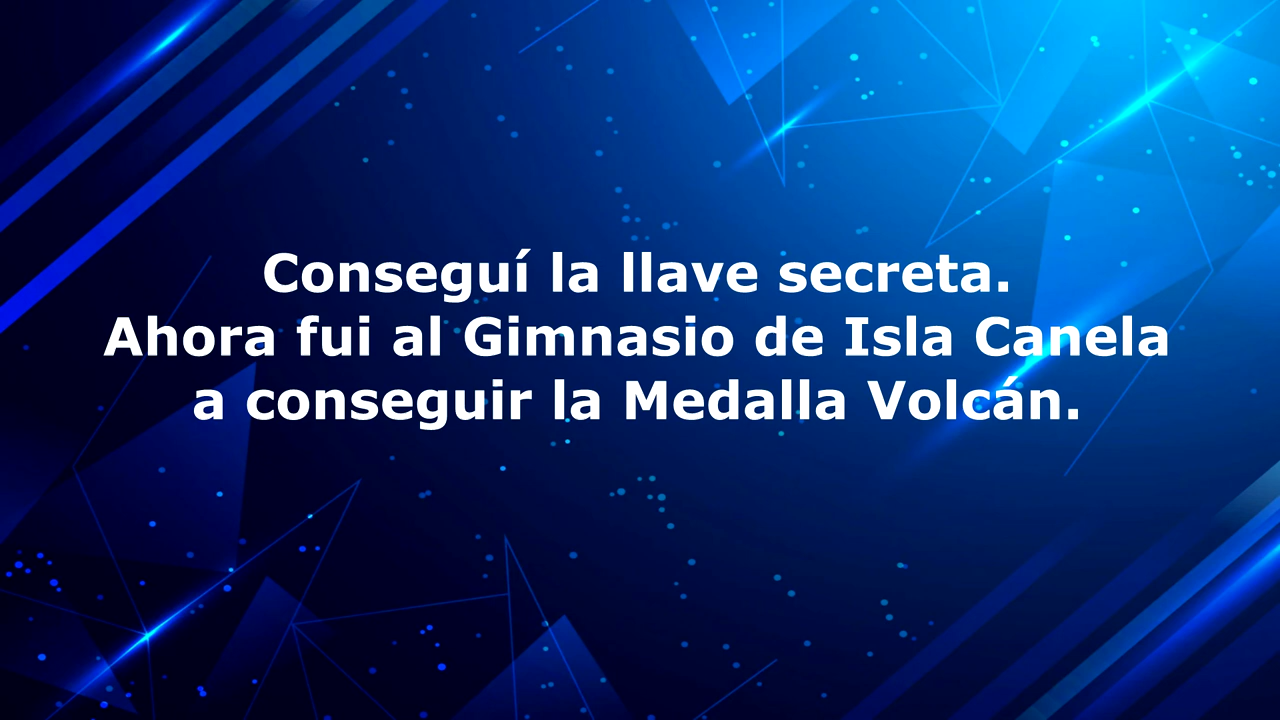 Conseguí la llave secreta.
Ahora fui al Gimnasio de Isla Canela
a conseguir la Medalla Volcán.